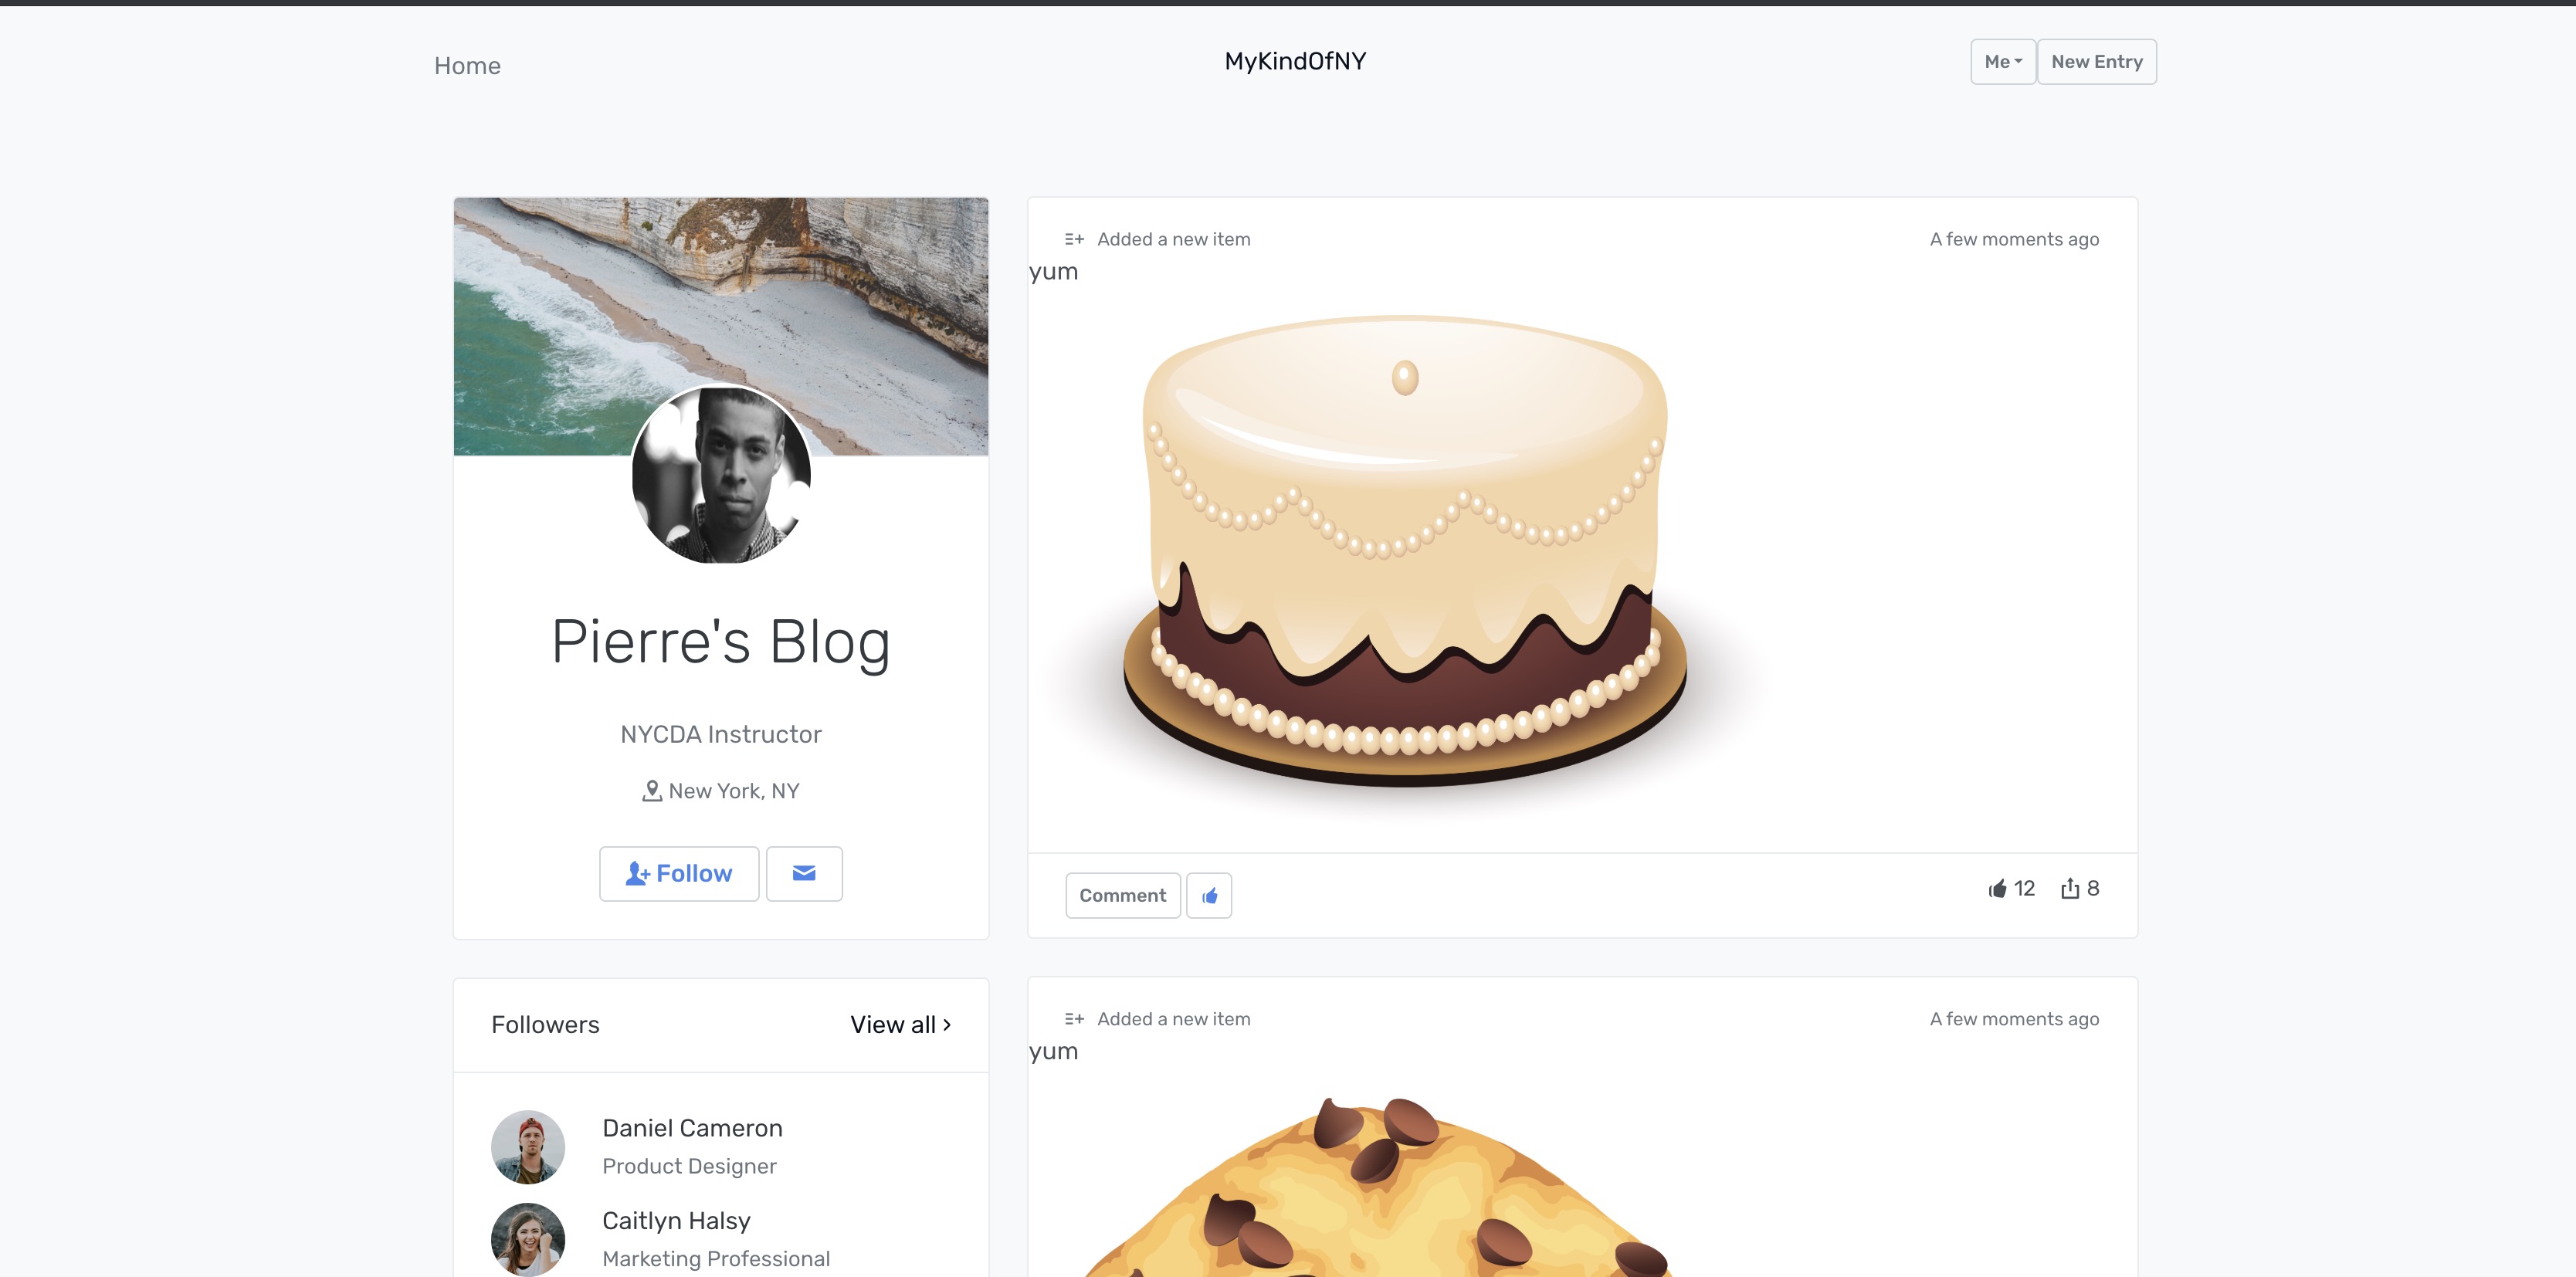 Home
MyKindOfNY
Me
New Entry
Pierre's Blog
NYCDA Instructor
New York, NY
Follow
Followers
View all ›
Daniel Cameron
Product Designer
Caitlyn Halsy
Marketing Professional
Added a new item
A few moments ago
yum
Comment
12
8
Added a new item
A few moments ago
yum